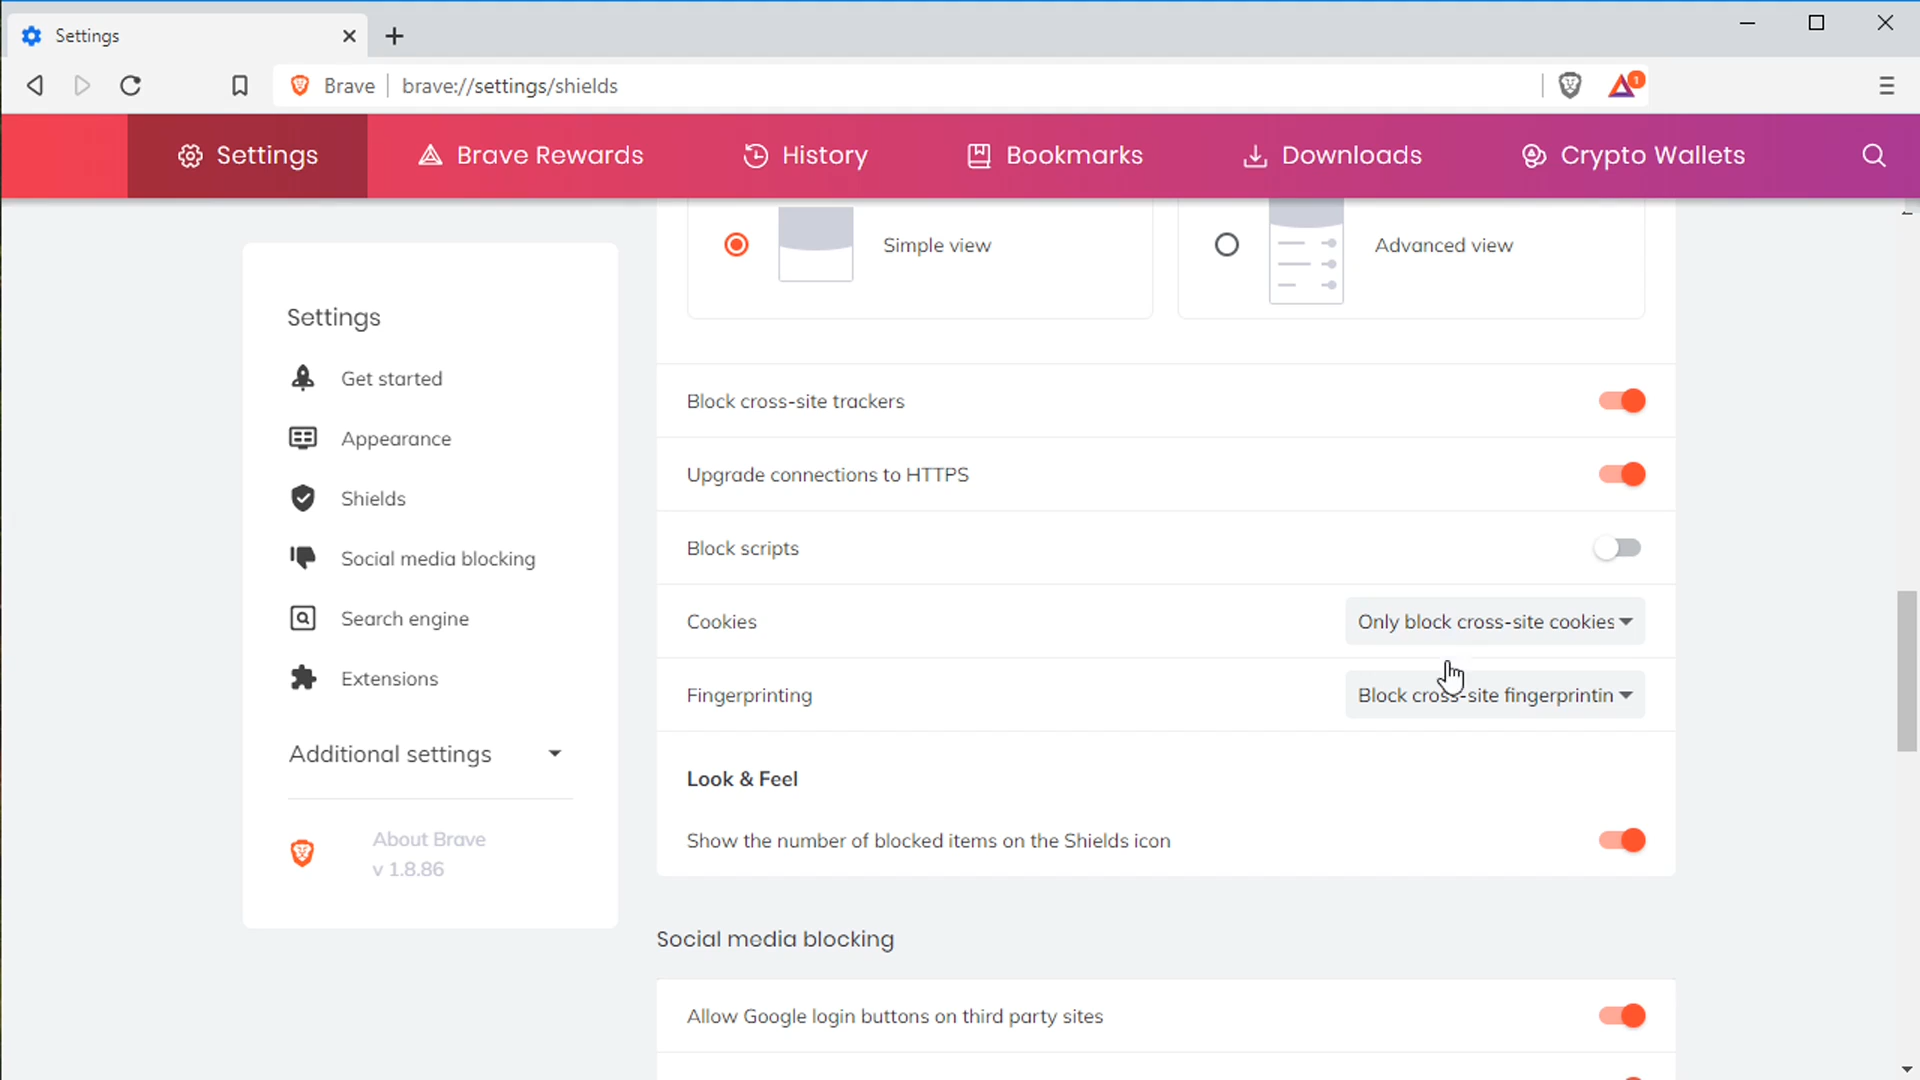 Settings
Brave
brave://settings/shields
1
Settings
Brave Rewards
History
Bookmarks
Downloads
Crypto Wallets
Settings
Get started
Appearance
Shields
Social media blocking
Search engine
Extensions
Additional settings
About Brave
v 1.8.86
Simple view
Advanced view
Block cross-site trackers
Upgrade connections to HTTPS
Block scripts
Cookies
Only block cross-site cookies
Fingerprinting
Block cross-site fingerprintin
Look & Feel
Show the number of blocked items on the Shields icon
Social media blocking
Allow Google login buttons on third party sites